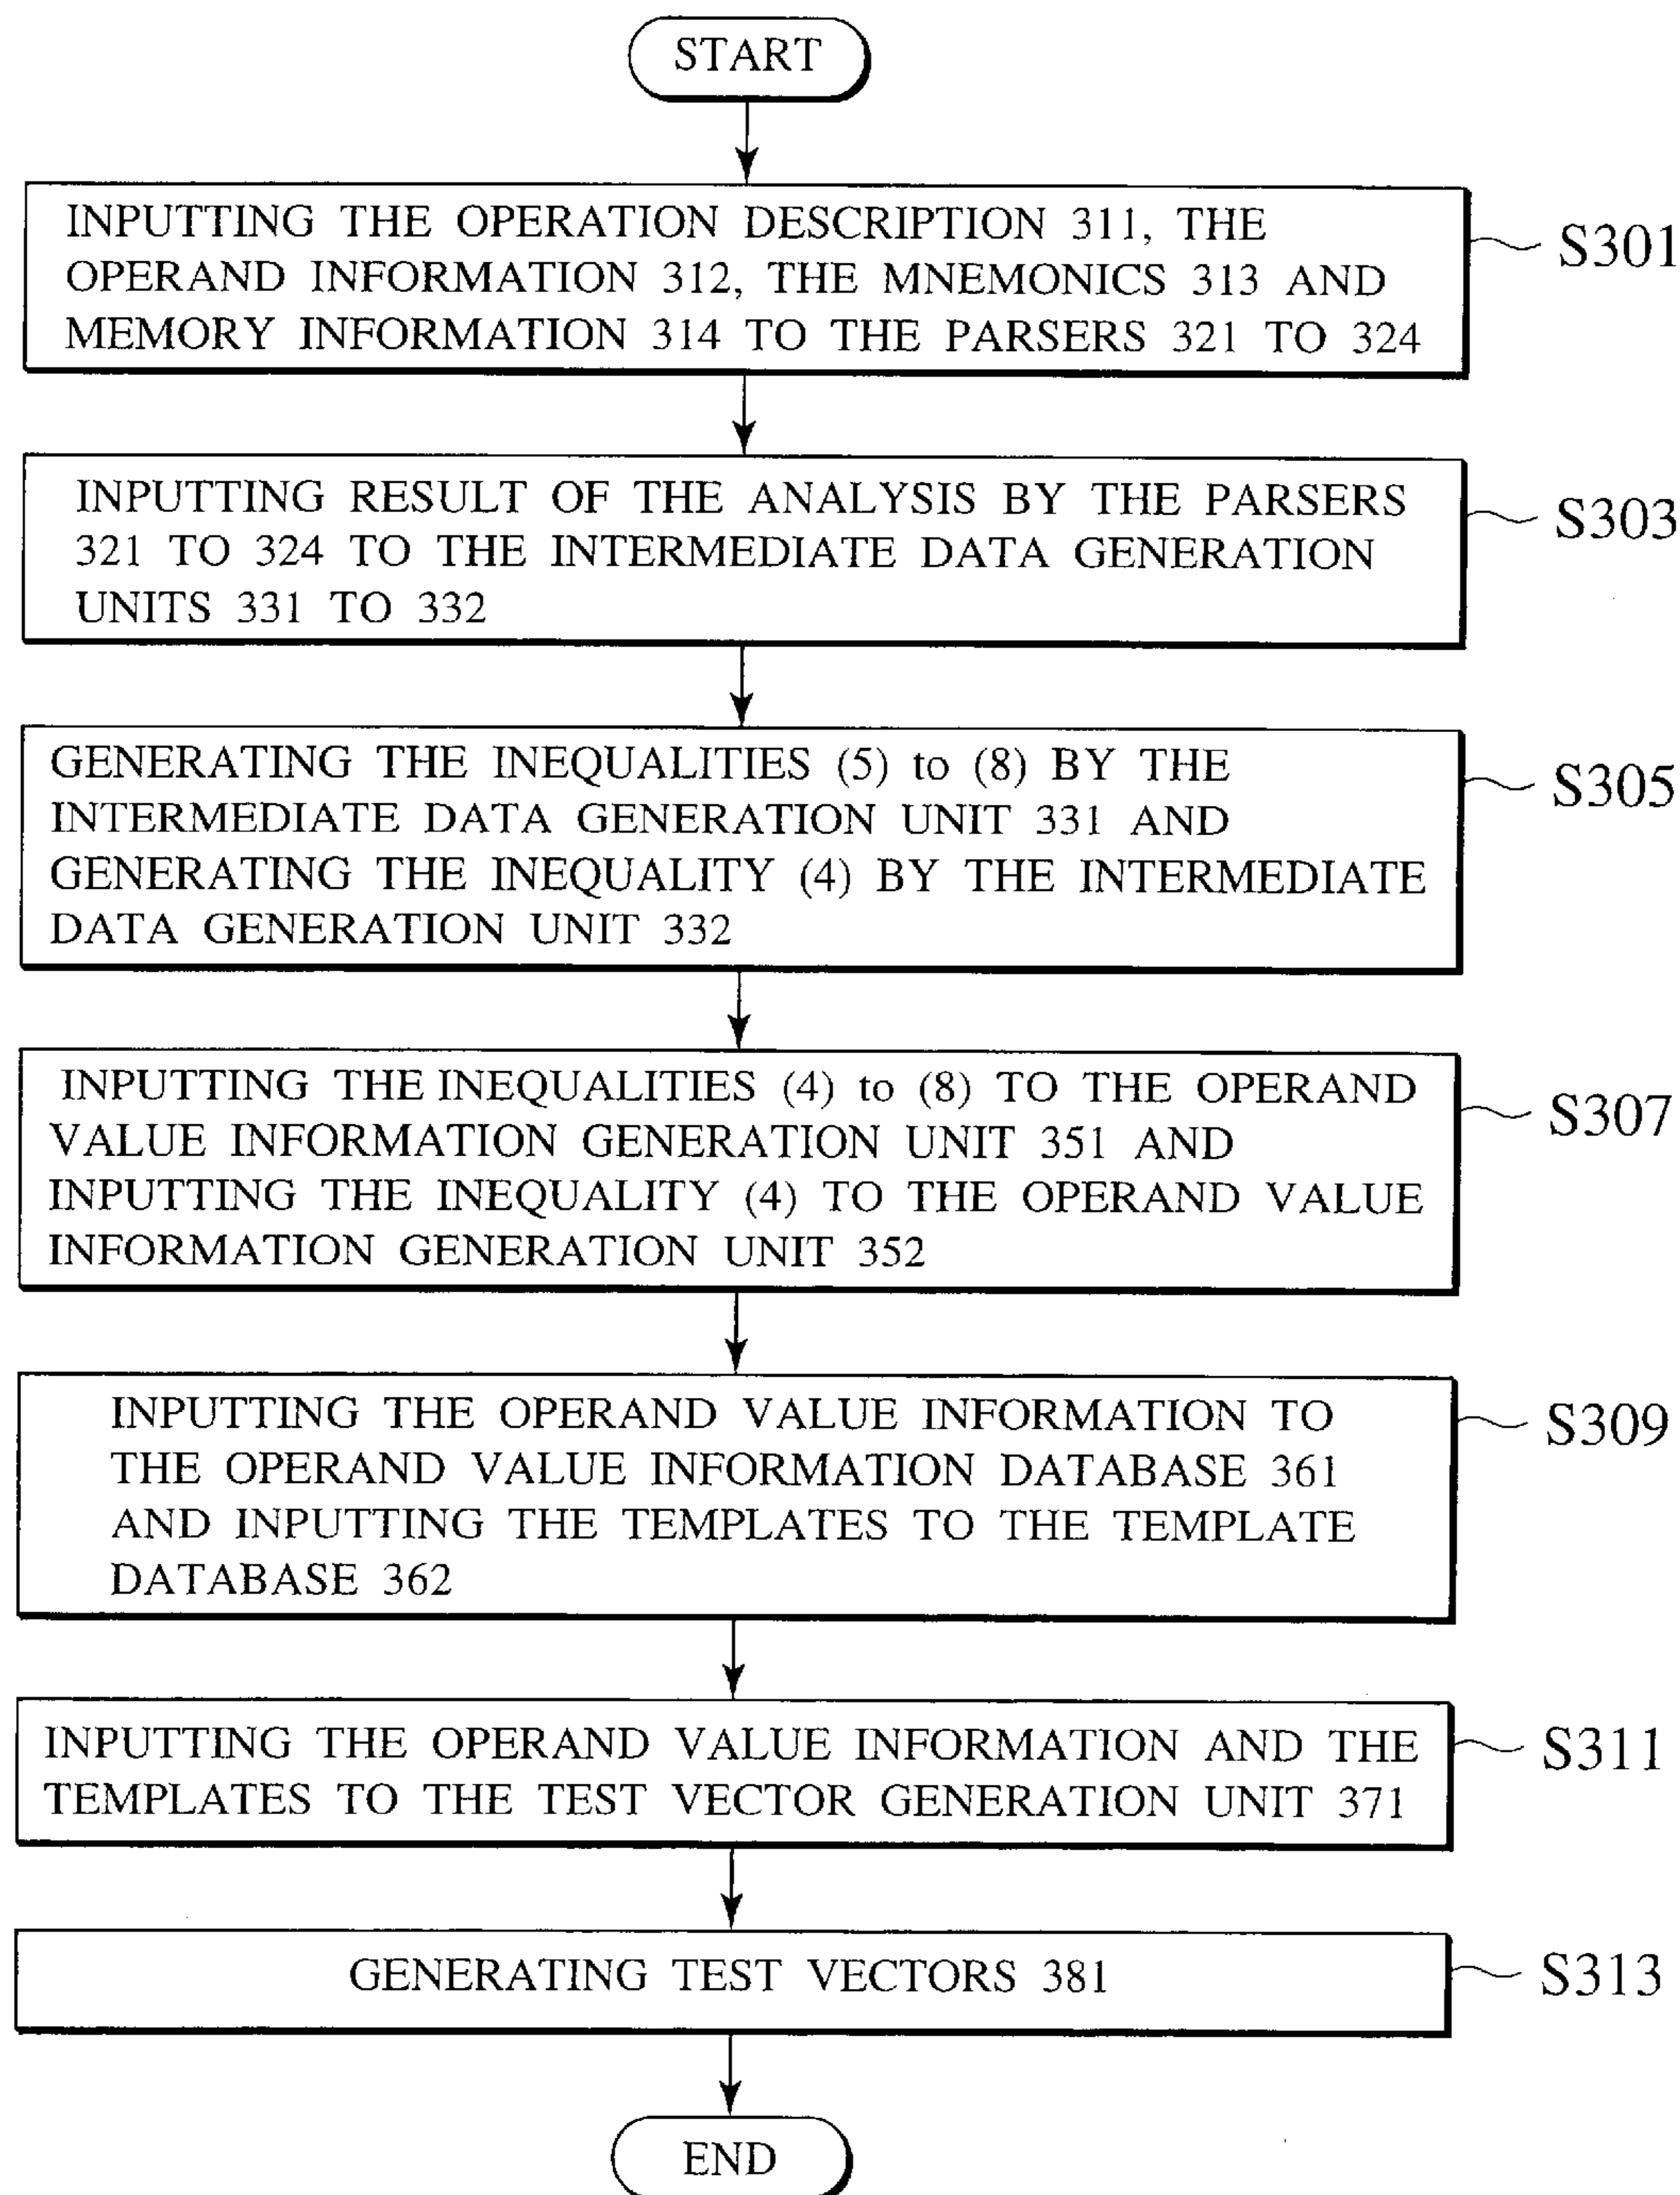 START
INPUTTING THE OPERATION DESCRIPTION 311, THE
OPERAND INFORMATION 312, THE MNEMONICS 313 AND
MEMORY INFORMATION 314 TO THE PARSERS 321 TO 324
S301
INPUTTING RESULT OF THE ANALYSIS BY THE PARSERS
321 TO 324 TO THE INTERMEDIATE DATA GENERATION
UNITS 331 TO 332
S303
GENERATING THE INEQUALITIES (5) to (8) BY THE
INTERMEDIATE DATA GENERATION UNIT 331 AND
GENERATING THE INEQUALITY (4) BY THE INTERMEDIATE
DATA GENERATION UNIT 332
S305
INPUTTING THE INEQUALITIES (4) to (8) TO THE OPERAND
VALUE INFORMATION GENERATION UNIT 351 AND
INPUTTING THE INEQUALITY (4) TO THE OPERAND VALUE
INFORMATION GENERATION UNIT 352
S307
INPUTTING THE OPERAND VALUE INFORMATION TO
THE OPERAND VALUE INFORMATION DATABASE 361
AND INPUTTING THE TEMPLATES TO THE TEMPLATE
DATABASE 362
S309
INPUTTING THE OPERAND VALUE INFORMATION AND THE
TEMPLATES TO THE TEST VECTOR GENERATION UNIT 371
S311
GENERATING TEST VECTORS 381
S313
END